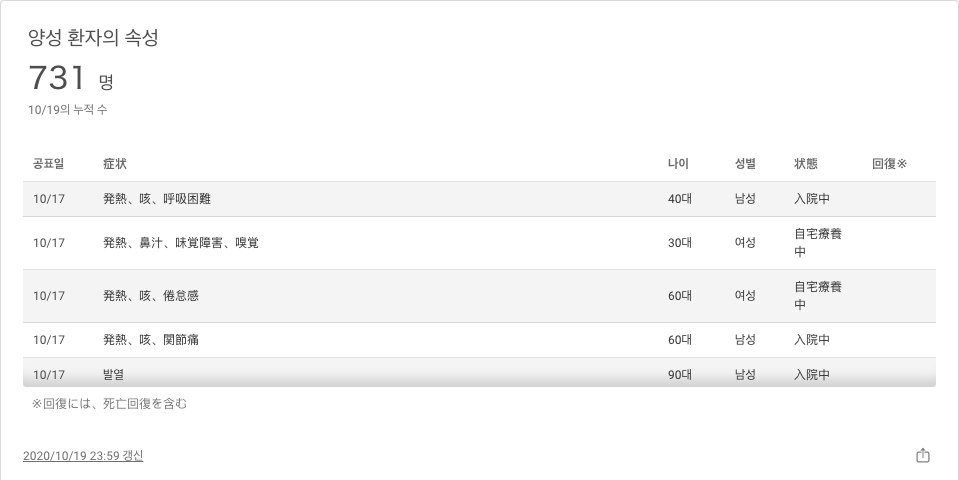 양성 환자의 속성
731 명
10/19의 누적 수
공표일 症状 나이 성별 状態 回復※
10/17 発熱、咳、呼吸困難 40대 남성 入院中
10/17 発熱、鼻汁、味覚障害、嗅覚 30대 여성 自宅療養
中
10/17 発熱、咳、倦怠感 60대 여성 自宅療養
中
10/17 発熱、咳、関節痛 60대 남성 入院中
10/17 발열 90대 남성 入院中
※回復には、死亡回復を含む
2020/10/19 23:59 갱신